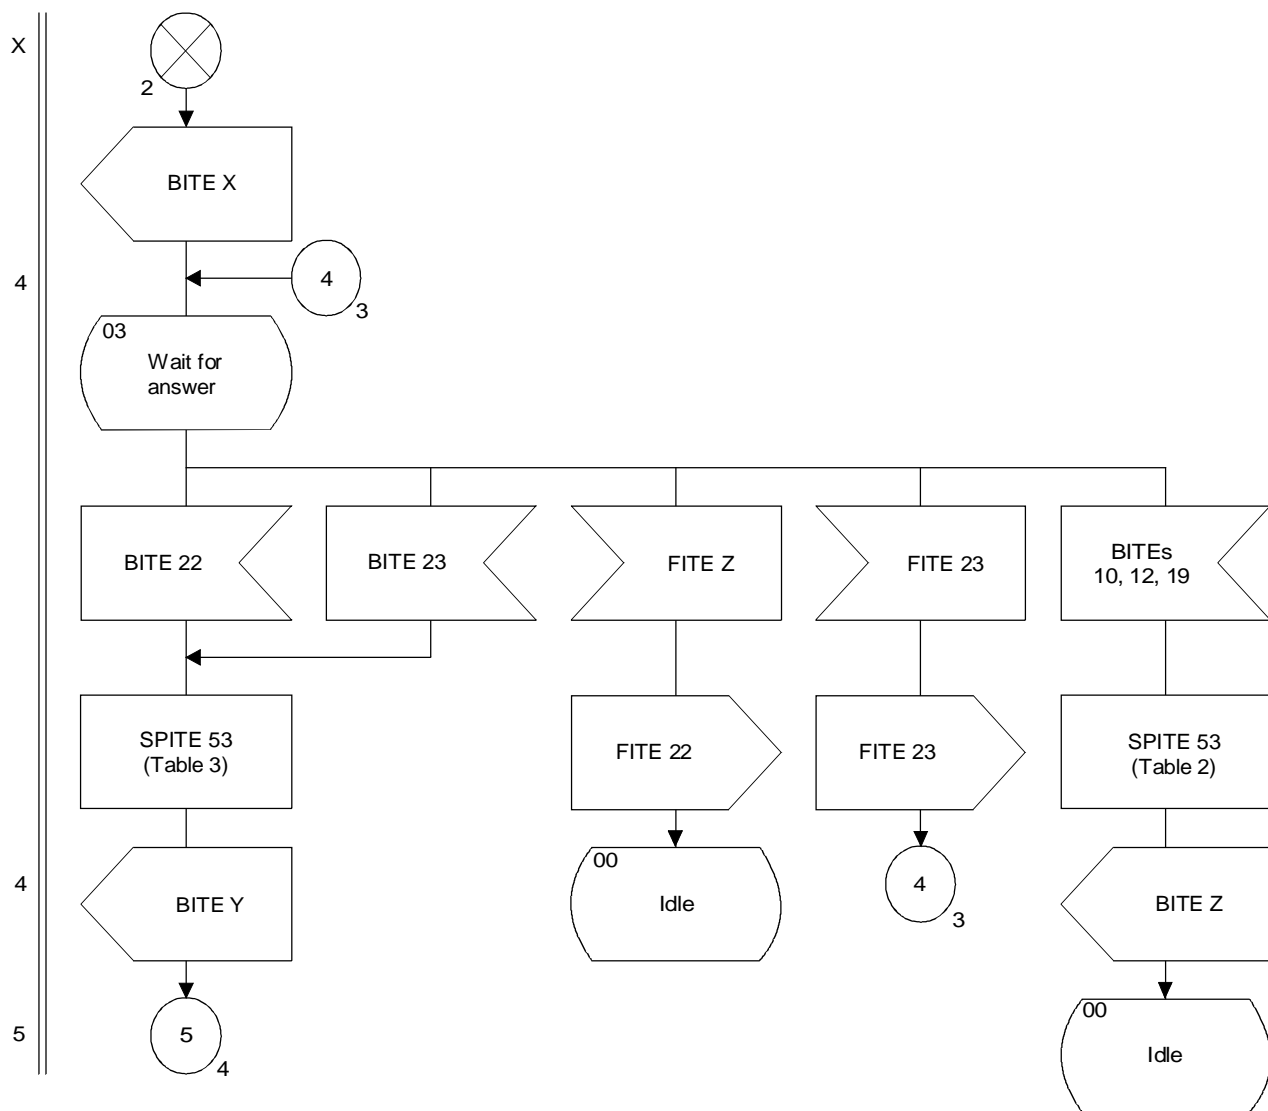 X
2
BITE X
4
4
3
03
Wait for
answer
BITE 22
BITE 23
FITE Z
FITE 23
BITEs
10, 12, 19
SPITE 53
(Table 3)
FITE 22
FITE 23
SPITE 53
(Table 2)
4
BITE Y
00
Idle
4
3
BITE Z
5
5
4
00
Idle